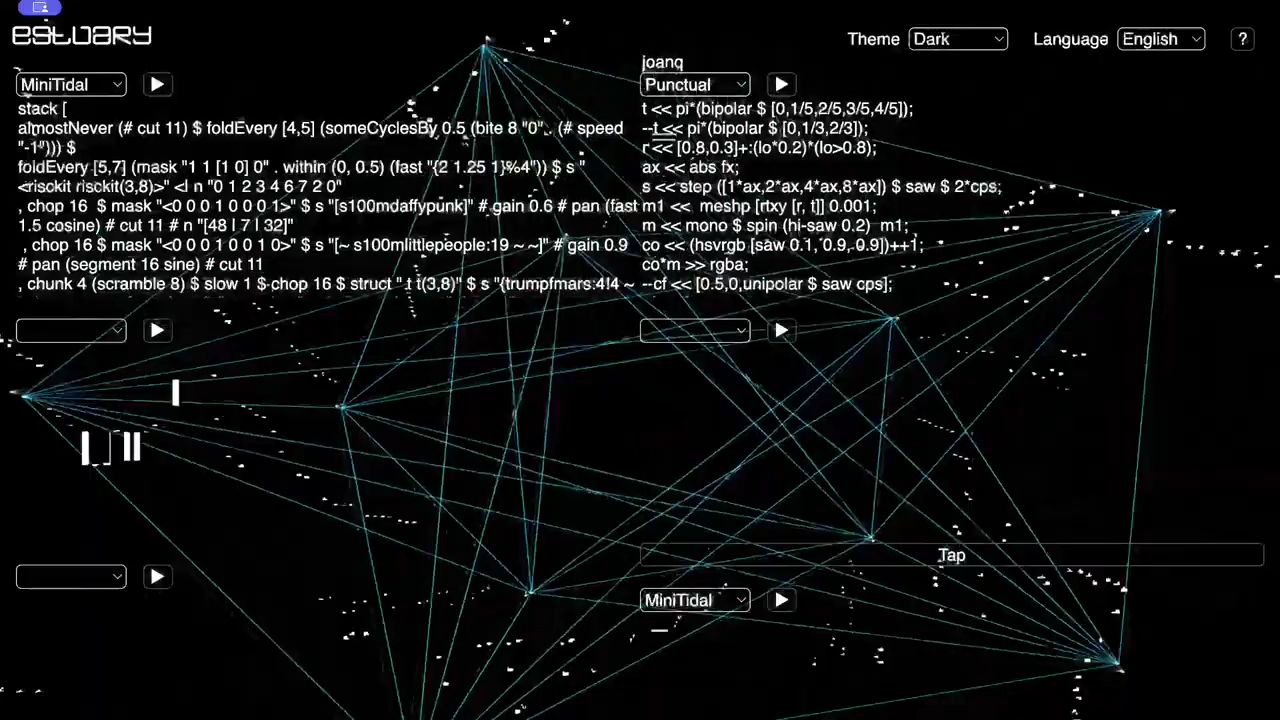 estuary
Theme Dark Language English ?
MiniTidal
stack [
almostNever (# cut 11) $ foldEvery [4,5] (someCyclesBy 0.5 (bite 8 "0" . (# speed
"-1"))) $
foldEvery [5,7] (mask "1 1 [1 0] 0" . within (0, 0.5) (fast "{2 1.25 1}%4")) $ s "
<risckit risckit(3,8)>" <| n "0 1 2 3 4 6 7 2 0"
, chop 16 $ mask "<0 0 0 1 0 0 0 1>" $ s "[s100mdaffypunk]" # gain 0.6 # pan (fast
1.5 cosine) # cut 11 # n "[48 | 7 | 32]"
, chop 16 $ mask "<0 0 0 1 0 0 1 0>" $ s "[~ s100mlittlepeople:19 ~ ~]" # gain 0.9
# pan (segment 16 sine) # cut 11
, chunk 4 (scramble 8) $ slow 1 $ chop 16 $ struct " t t(3,8)" $ s "{trumpfmars:4!4 ~
joanq
Punctual
t << pi*(bipolar $ [0,1/5,2/5,3/5,4/5]);
--t << pi*(bipolar $ [0,1/3,2/3]);
r << [0.8,0.3]+:(lo*0.2)*(lo>0.8);
ax << abs fx;
s << step ([1*ax,2*ax,4*ax,8*ax]) $ saw $ 2*cps;
m1 << meshp [rtxy [r, t]] 0.001;
m << mono $ spin (hi-saw 0.2) m1;
co << (hsvrgb [saw 0.1, 0.9, 0.9])++1;
co*m >> rgba;
--cf << [0.5,0,unipolar $ saw cps];
Tap
MiniTidal